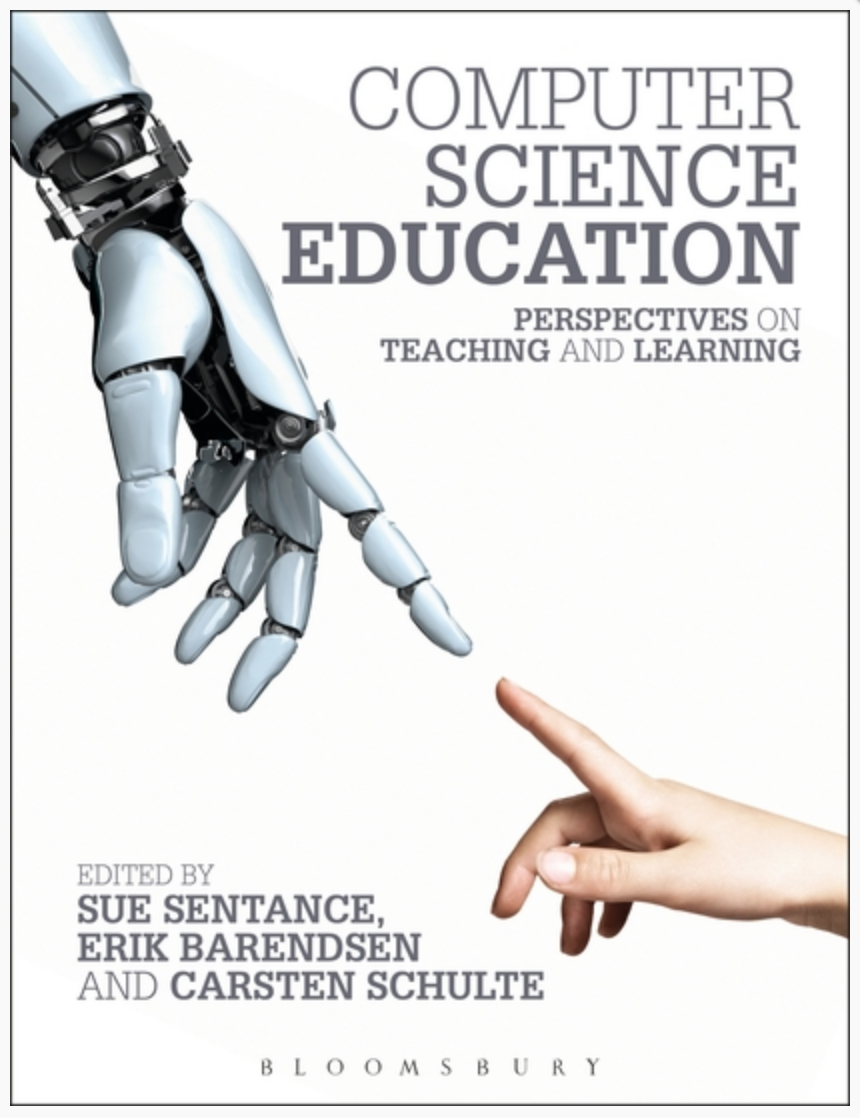 COMPUTER
SCIENCE
EDUCATION
PERSPECTIVES ON
TEACHING AND LEARNING
EDITED BY
SUE SENTANCE,
ERIK BARENDSEN
AND CARSTEN SCHULTE
BLOOMSBURY